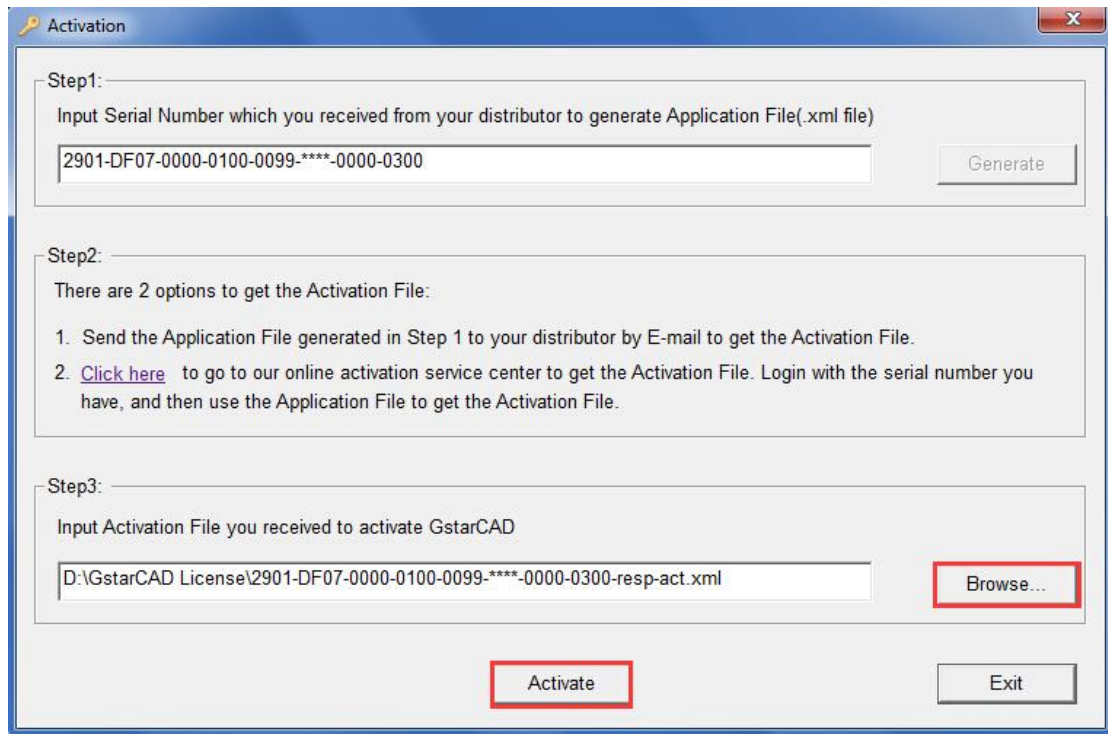 Activation
X
Step1:
Input Serial Number which you received from your distributor to generate Application File(.xml file)
2901-DF07-0000-0100-0099-****-0000-0300
Generate
Step2:
There are 2 options to get the Activation File:
1. Send the Application File generated in Step 1 to your distributor by E-mail to get the Activation File.
2. Click here to go to our online activation service center to get the Activation File. Login with the serial number you
have, and then use the Application File to get the Activation File.
Step3:
Input Activation File you received to activate GstarCAD
D:\GstarCAD License\2901-DF07-0000-0100-0099-****-0000-0300-resp-act.xml
Browse...
Activate
Exit